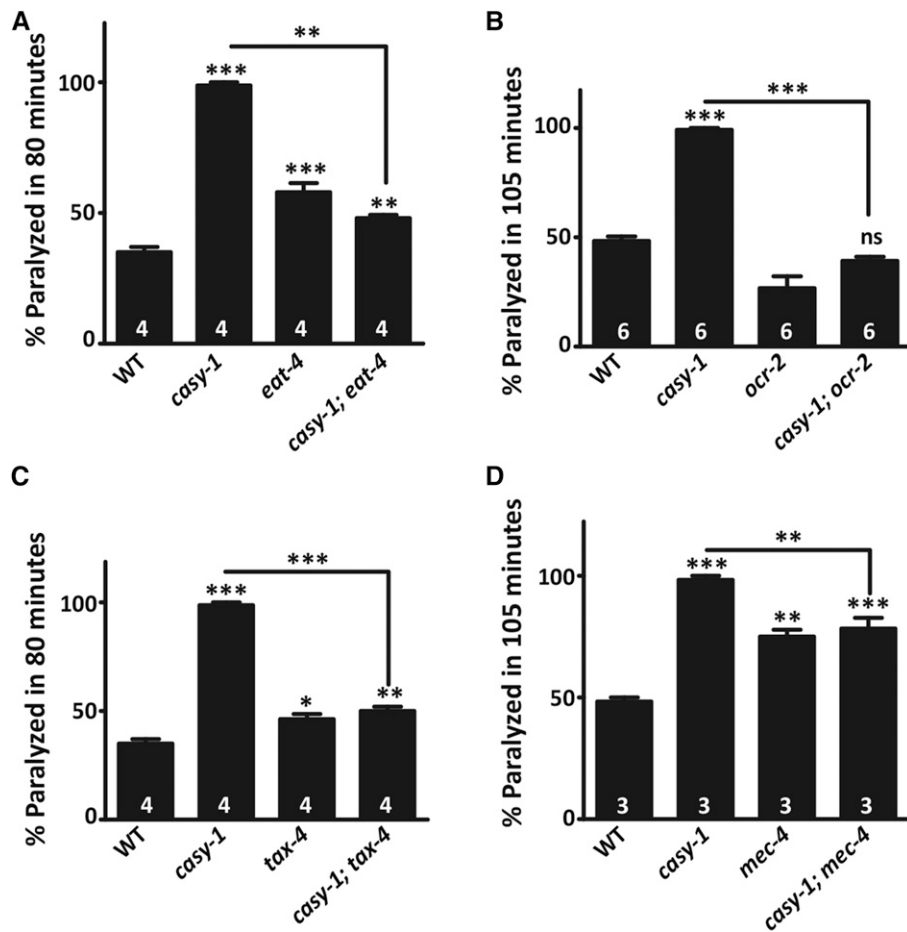 A
% Paralyzed in 80 minutes
100
50
0
**
***
***
**
4
4
4
4
WT
casy-1
eat-4
casy-1; eat-4
B
% Paralyzed in 105 minutes
100
50
0
***
***
ns
6
6
6
6
WT
casy-1
ocr-2
casy-1; ocr-2
C
% Paralyzed in 80 minutes
100
50
0
***
***
*
**
4
4
4
4
WT
casy-1
tax-4
casy-1; tax-4
D
% Paralyzed in 105 minutes
100
50
0
**
***
**
***
3
3
3
3
WT
casy-1
mec-4
casy-1; mec-4